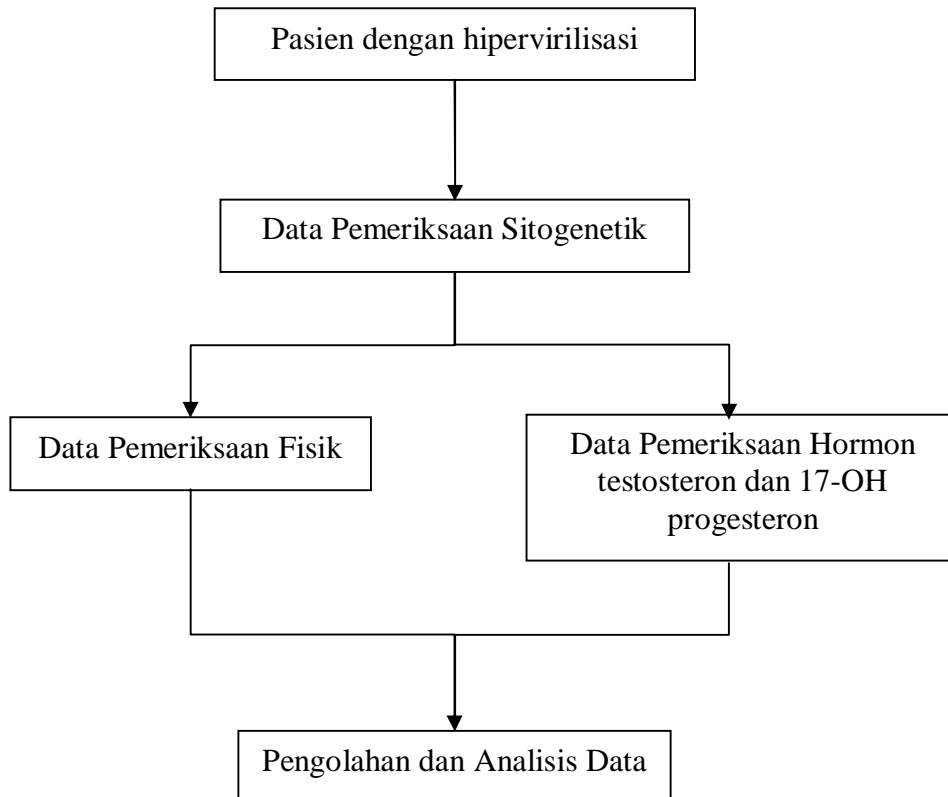 Pasien dengan hipervirilisasi
Data Pemeriksaan Sitogenetik
Data Pemeriksaan Fisik
Data Pemeriksaan Hormon
testosteron dan 17-OH
progesteron
Pengolahan dan Analisis Data